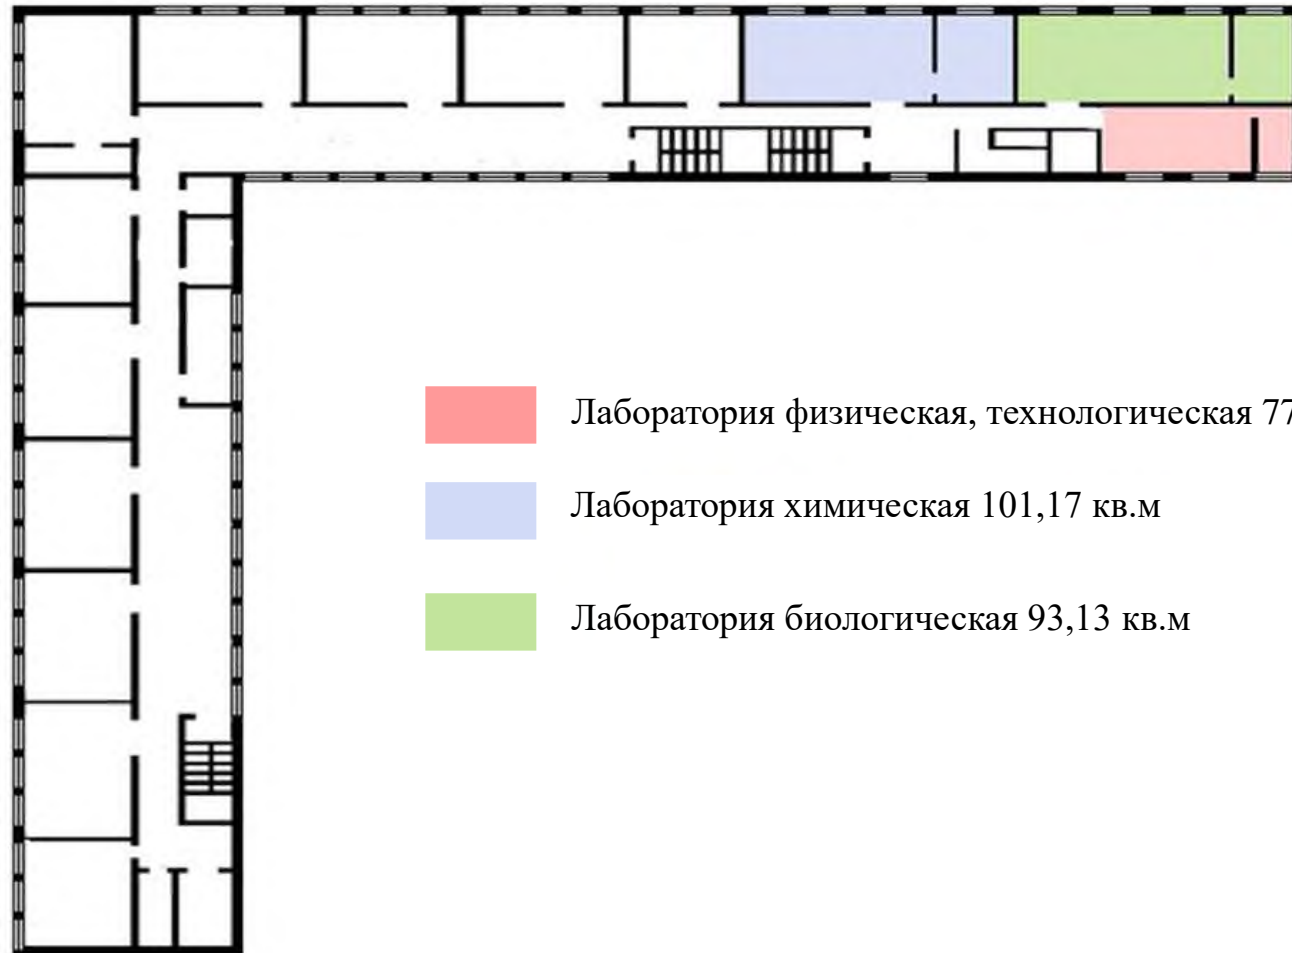 Лаборатория физическая, технологическая 77
Лаборатория химическая 101,17 кв.м
Лаборатория биологическая 93,13 кв.м